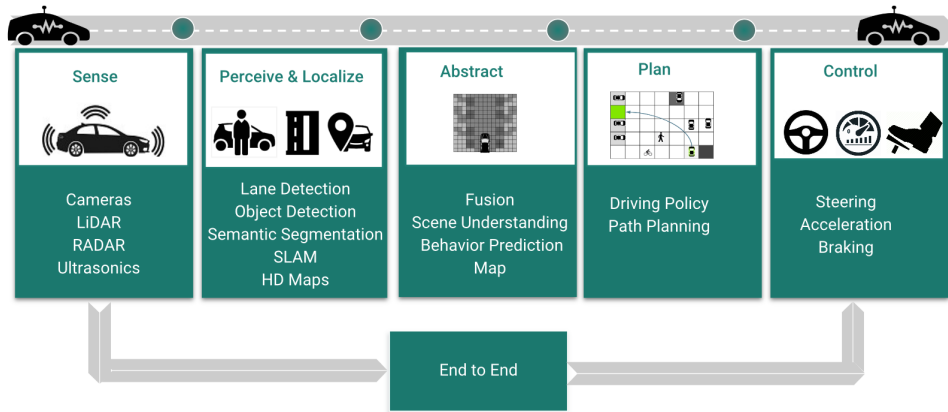 Sense
Cameras
LiDAR
RADAR
Ultrasonics
Perceive & Localize
Lane Detection
Object Detection
Semantic Segmentation
SLAM
HD Maps
Abstract
Fusion
Scene Understanding
Behavior Prediction
Map
Plan
Driving Policy
Path Planning
Control
Steering
Acceleration
Braking
End to End